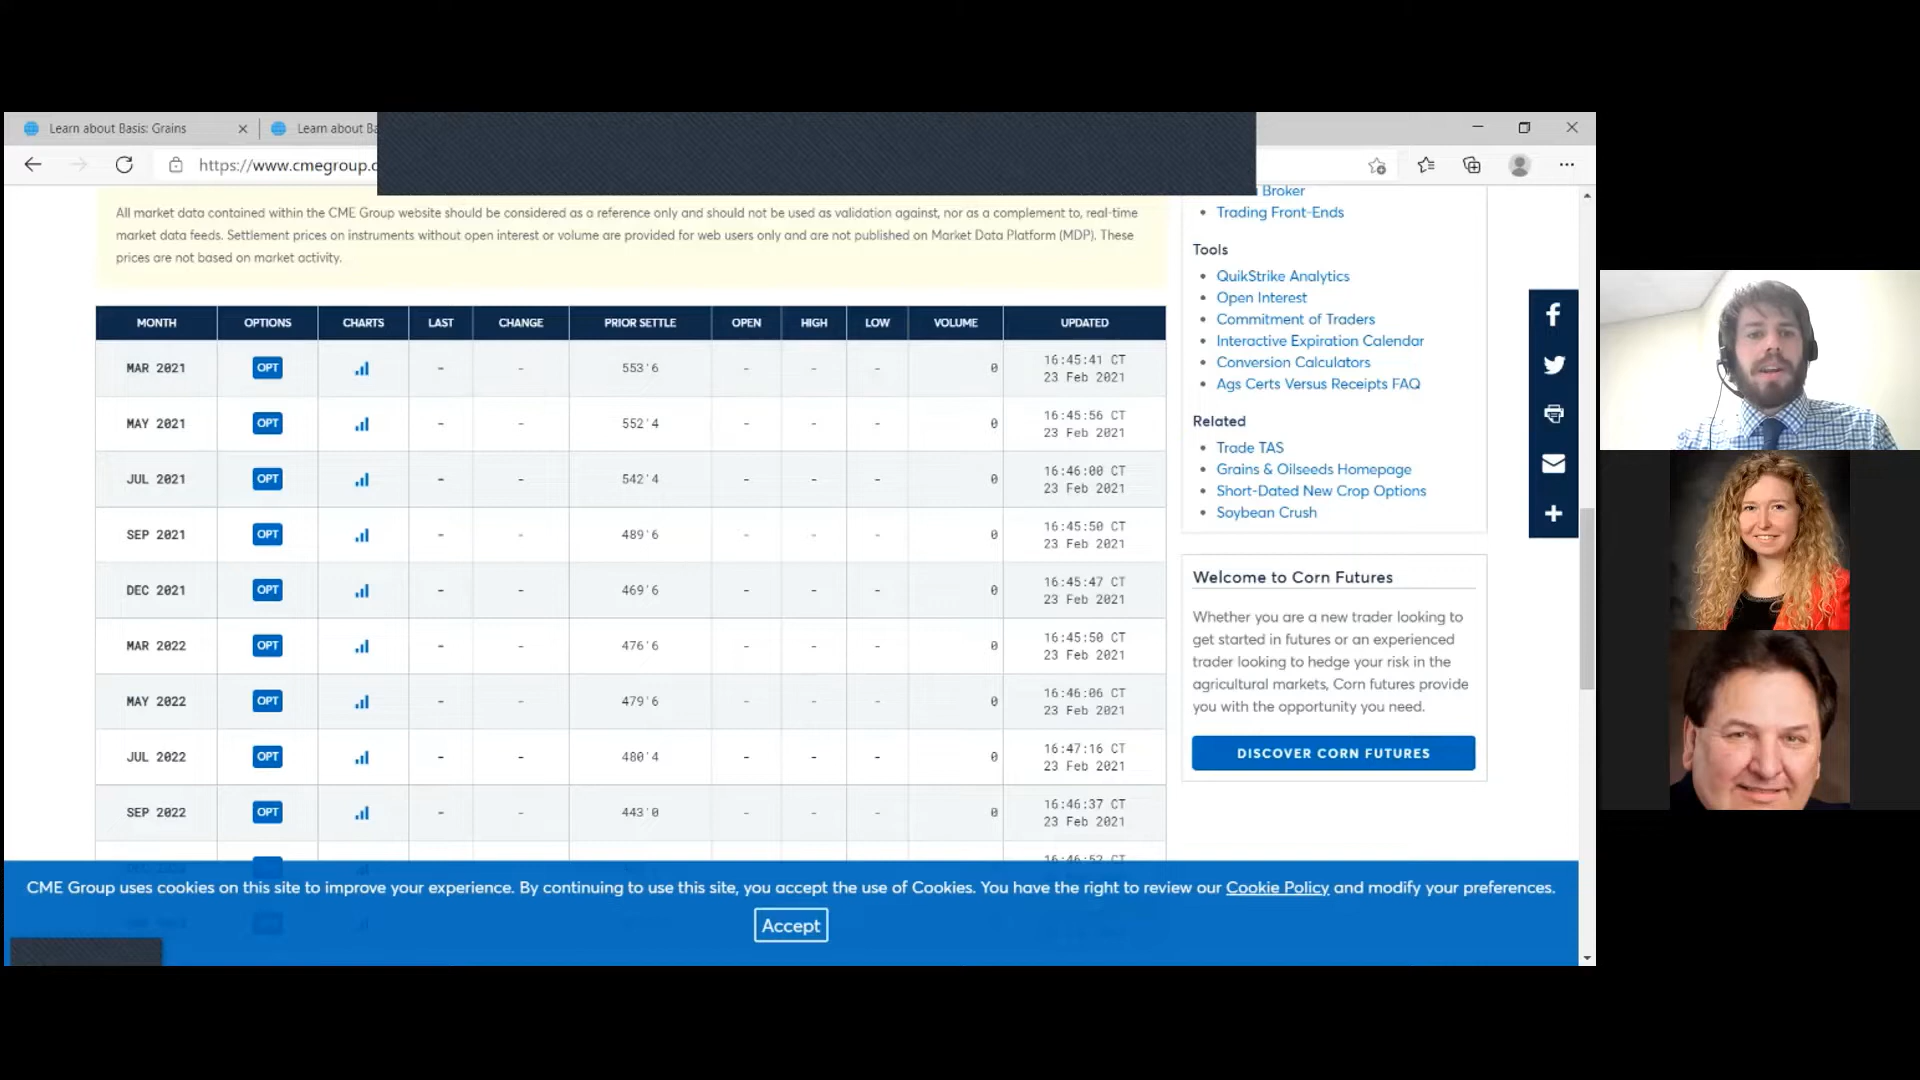 Learn about Basis: Grains
Learn about Ba
https://www.cmegroup.c
All market data contained within the CME Group website should be considered as a reference only and should not be used as validation against, nor as a complement to, real-time
market data feeds. Settlement prices on instruments without open interest or volume are provided for web users only and are not published on Market Data Platform (MDP). These
prices are not based on market activity.
MONTH OPTIONS CHARTS LAST CHANGE PRIOR SETTLE OPEN HIGH LOW VOLUME UPDATED
MAR 2021 OPT - - 553'6 - - - 0 16:45:41 CT
23 Feb 2021
MAY 2021 OPT - - 552'4 - - - 0 16:45:56 CT
23 Feb 2021
JUL 2021 OPT - - 542'4 - - - 0 16:46:00 CT
23 Feb 2021
SEP 2021 OPT - - 489'6 - - - 0 16:45:50 CT
23 Feb 2021
DEC 2021 OPT - - 469'6 - - - 0 16:45:47 CT
23 Feb 2021
MAR 2022 OPT - - 476'6 - - - 0 16:45:50 CT
23 Feb 2021
MAY 2022 OPT - - 479'6 - - - 0 16:46:06 CT
23 Feb 2021
JUL 2022 OPT - - 480'4 - - - 0 16:47:16 CT
23 Feb 2021
SEP 2022 OPT - - 443'0 - - - 0 16:46:37 CT
23 Feb 2021
16:46:52 CT
Broker
Trading Front-Ends
Tools
QuikStrike Analytics
Open Interest
Commitment of Traders
Interactive Expiration Calendar
Conversion Calculators
Ags Certs Versus Receipts FAQ
Related
Trade TAS
Grains & Oilseeds Homepage
Short-Dated New Crop Options
Soybean Crush
Welcome to Corn Futures
Whether you are a new trader looking to
get started in futures or an experienced
trader looking to hedge your risk in the
agricultural markets, Corn futures provide
you with the opportunity you need.
DISCOVER CORN FUTURES
CME Group uses cookies on this site to improve your experience. By continuing to use this site, you accept the use of Cookies. You have the right to review our Cookie Policy and modify your preferences.
Accept